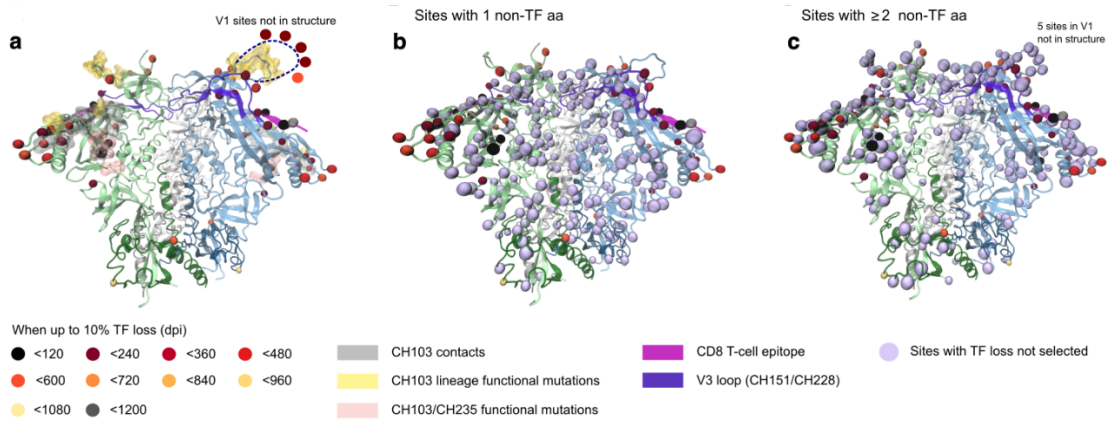 V1 sites not in structure
Sites with 1 non-TF aa
Sites with ≥2 non-TF aa
5 sites in V1
not in structure
a
b
c
When up to 10% TF loss (dpi)
<120
<240
<360
<480
<600
<720
<840
<960
<1080
<1200
CH103 contacts
CH103 lineage functional mutations
CH103/CH235 functional mutations
CD8 T-cell epitope
V3 loop (CH151/CH228)
Sites with TF loss not selected